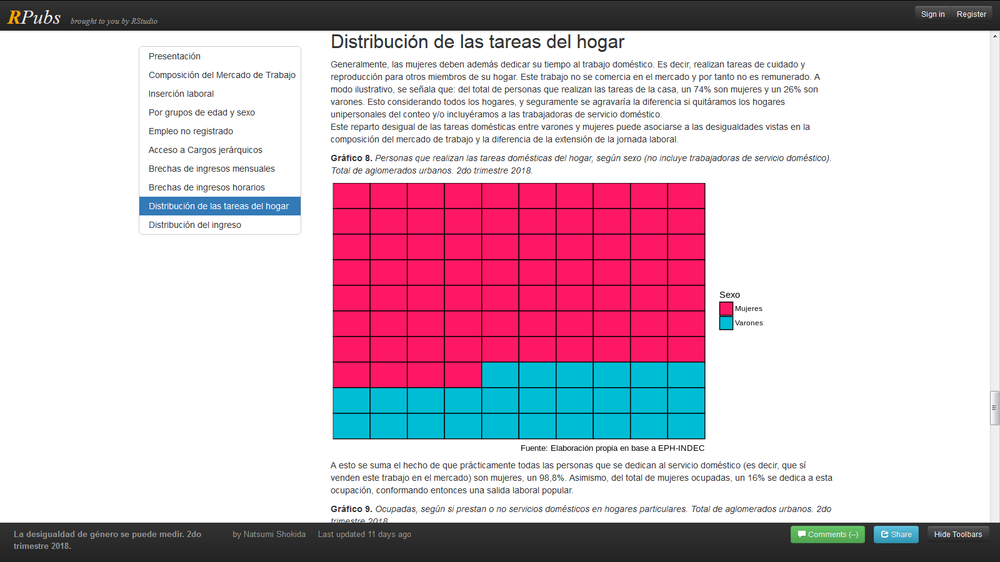 RPubs brought to you by RStudio
Sign in Register
Presentación
Composición del Mercado de Trabajo
Inserción laboral
Por grupos de edad y sexo
Empleo no registrado
Acceso a Cargos jerárquicos
Brechas de ingresos mensuales
Brechas de ingresos horarios
Distribución de las tareas del hogar
Distribución del ingreso
Distribución de las tareas del hogar
Generalmente, las mujeres deben además dedicar su tiempo al trabajo doméstico. Es decir, realizan tareas de cuidado y
reproducción para otros miembros de su hogar. Este trabajo no se comercia en el mercado y por tanto no es remunerado. A
modo ilustrativo, se señala que: del total de personas que realizan las tareas de la casa, un 74% son mujeres y un 26% son
varones. Esto considerando todos los hogares, y seguramente se agravaría la diferencia si quitáramos los hogares
unipersonales del conteo y/o incluyéramos a las trabajadoras de servicio doméstico.
Este reparto desigual de las tareas domésticas entre varones y mujeres puede asociarse a las desigualdades vistas en la
composición del mercado de trabajo y la diferencia de la extensión de la jornada laboral.
Gráfico 8. Personas que realizan las tareas domésticas del hogar, según sexo (no incluye trabajadoras de servicio doméstico).
Total de aglomerados urbanos. 2do trimestre 2018.
Sexo
Mujeres
Varones
Fuente: Elaboración propia en base a EPH-INDEC
A esto se suma el hecho de que prácticamente todas las personas que se dedican al servicio doméstico (es decir, que sí
venden este trabajo en el mercado) son mujeres, un 98,8%. Asimismo, del total de mujeres ocupadas, un 16% se dedica a esta
ocupación, conformando entonces una salida laboral popular.
Gráfico 9. Ocupadas, según si prestan o no servicios domésticos en hogares particulares. Total de aglomerados urbanos. 2do
trimestre 2018.
La desigualdad de género se puede medir. 2do
trimestre 2018.
by Natsumi Shokida Last updated 11 days ago
Comments (–) Share Hide Toolbars